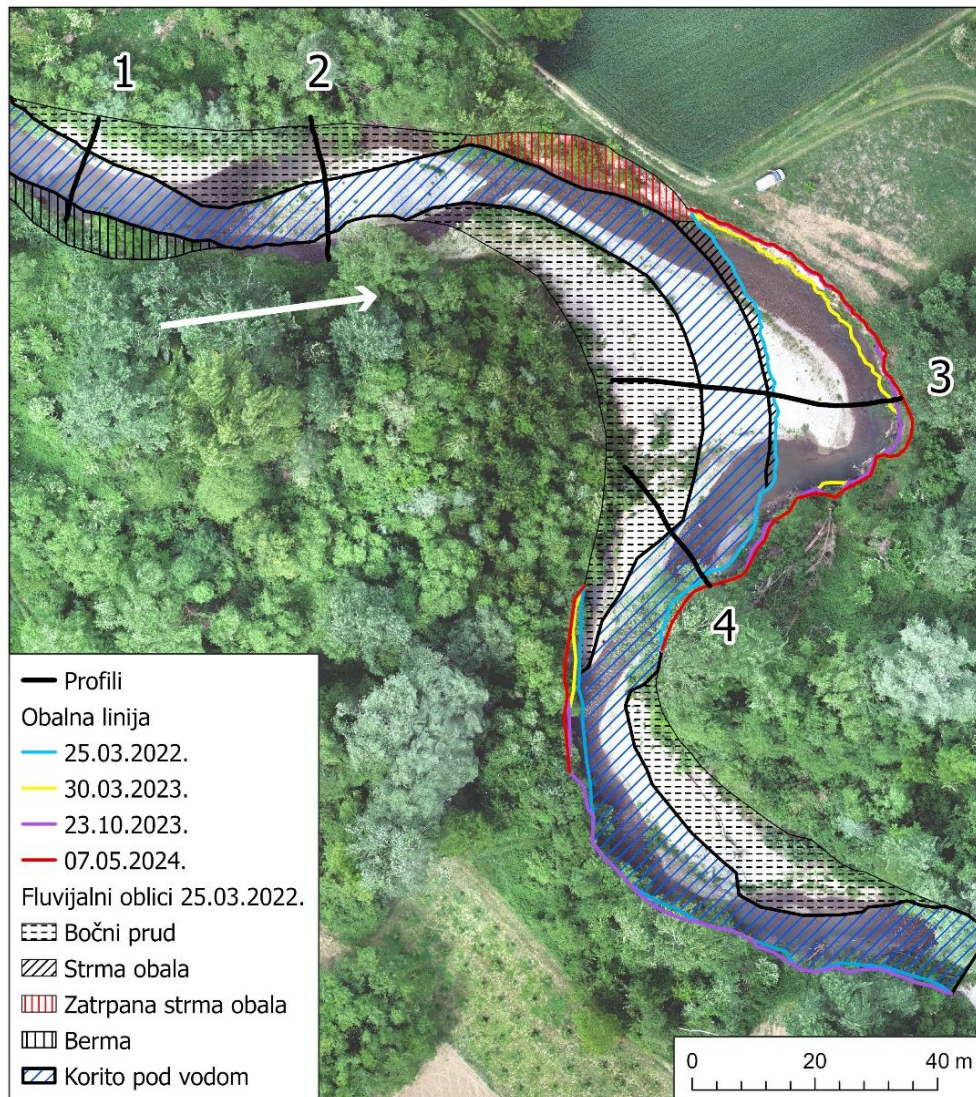 1
2
3
4
Profili
Obalna linija
25.03.2022.
30.03.2023.
23.10.2023.
07.05.2024.
Fluvijalni oblici 25.03.2022.
Bočni prud
Strma obala
Zatrpana strma obala
Berma
Korito pod vodom
0 20 40 m